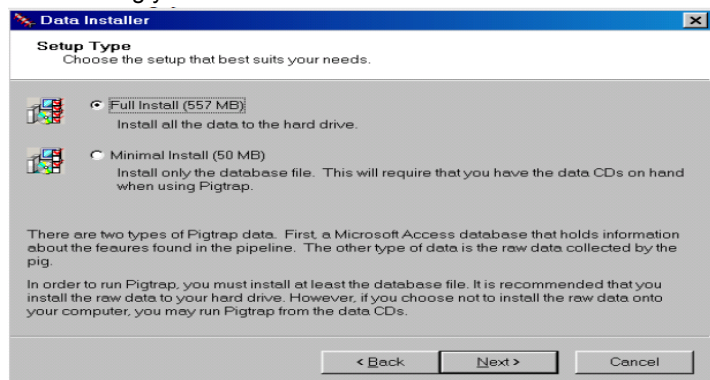 Data Installer
Setup Type
Choose the setup that best suits your needs.
Full Install (557 MB)
Install all the data to the hard drive.
Minimal Install (50 MB)
Install only the database file. This will require that you have the data CDs on hand
when using Pigtrap.
There are two types of Pigtrap data. First, a Microsoft Access database that holds information
about the feaures found in the pipeline. The other type of data is the raw data collected by the
pig.
In order to run Pigtrap, you must install at least the database file. It is recommended that you
install the raw data to your hard drive. However, if you choose not to install the raw data onto
your computer, you may run Pigtrap from the data CDs.
< Back Next > Cancel